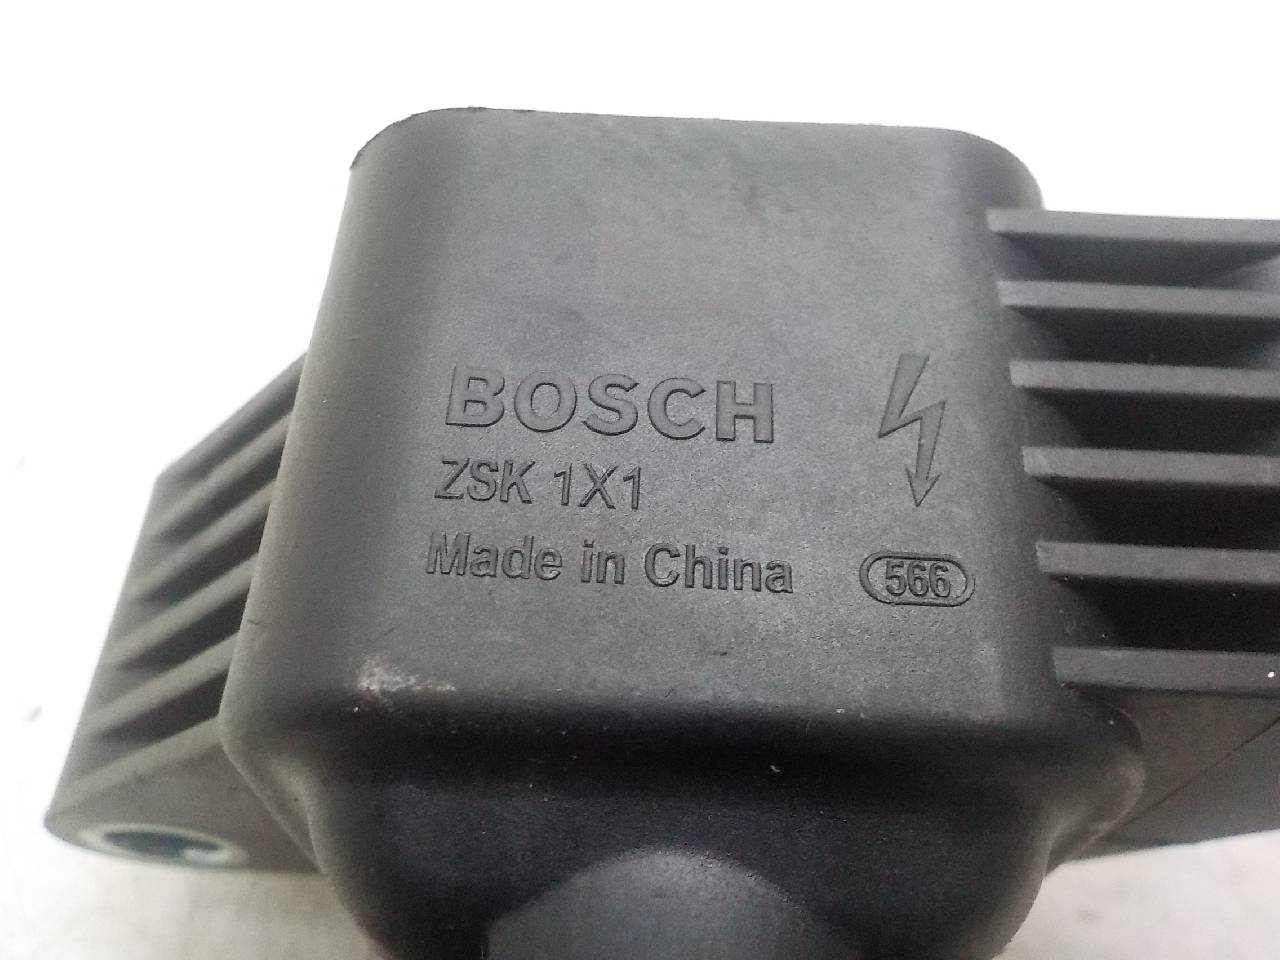 BOSCH
ZSK 1X1
Made in China
566